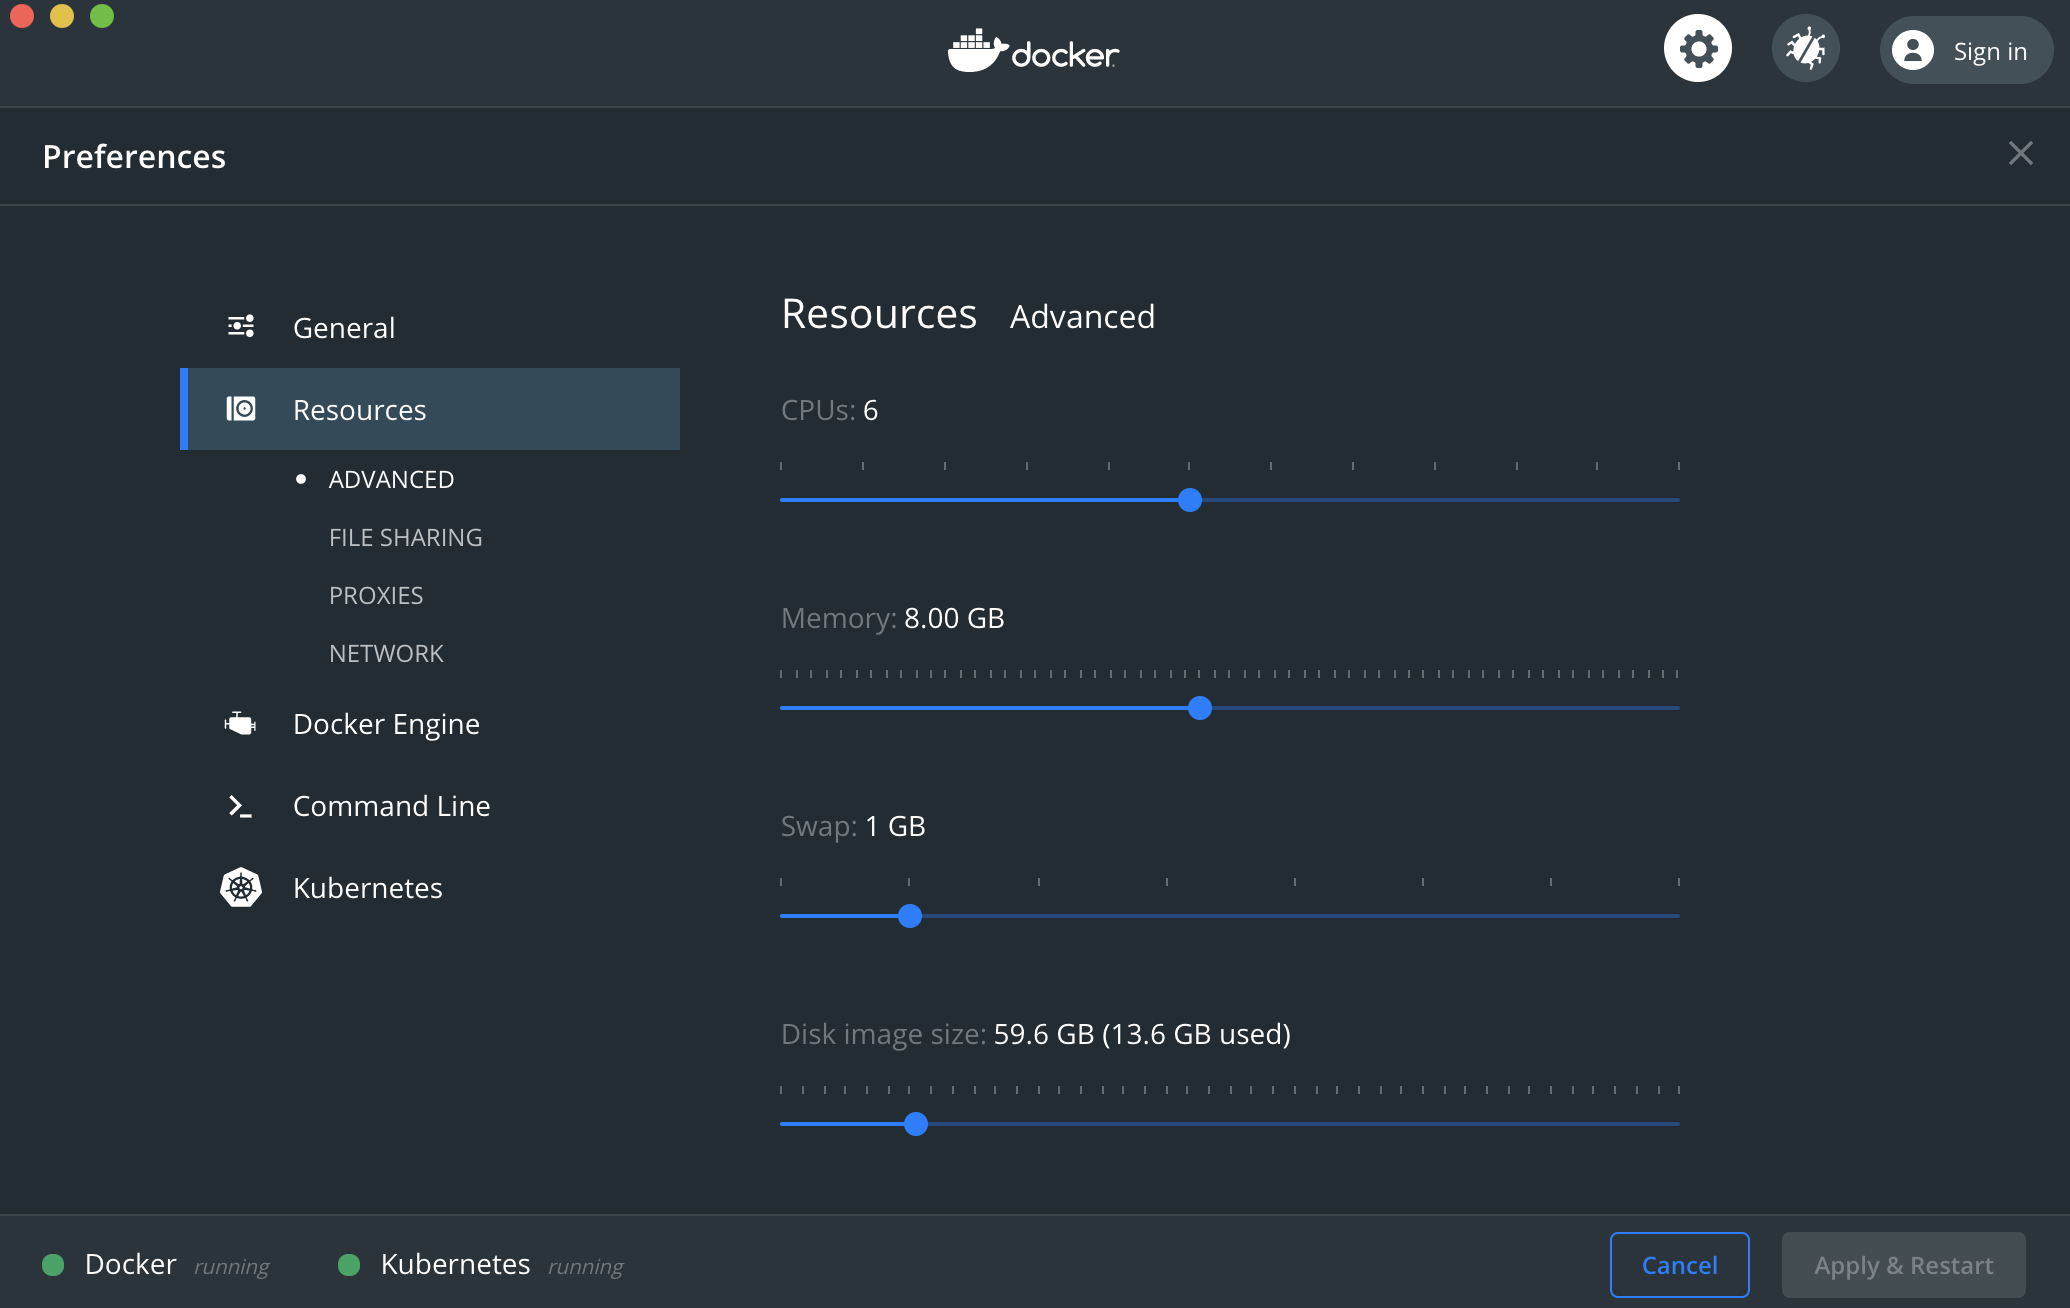 docker
Sign in
Preferences
General
Resources
ADVANCED
FILE SHARING
PROXIES
NETWORK
Docker Engine
Command Line
Kubernetes
Resources Advanced
CPUs: 6
Memory: 8.00 GB
Swap: 1 GB
Disk image size: 59.6 GB (13.6 GB used)
Docker running
Kubernetes running
Cancel
Apply & Restart